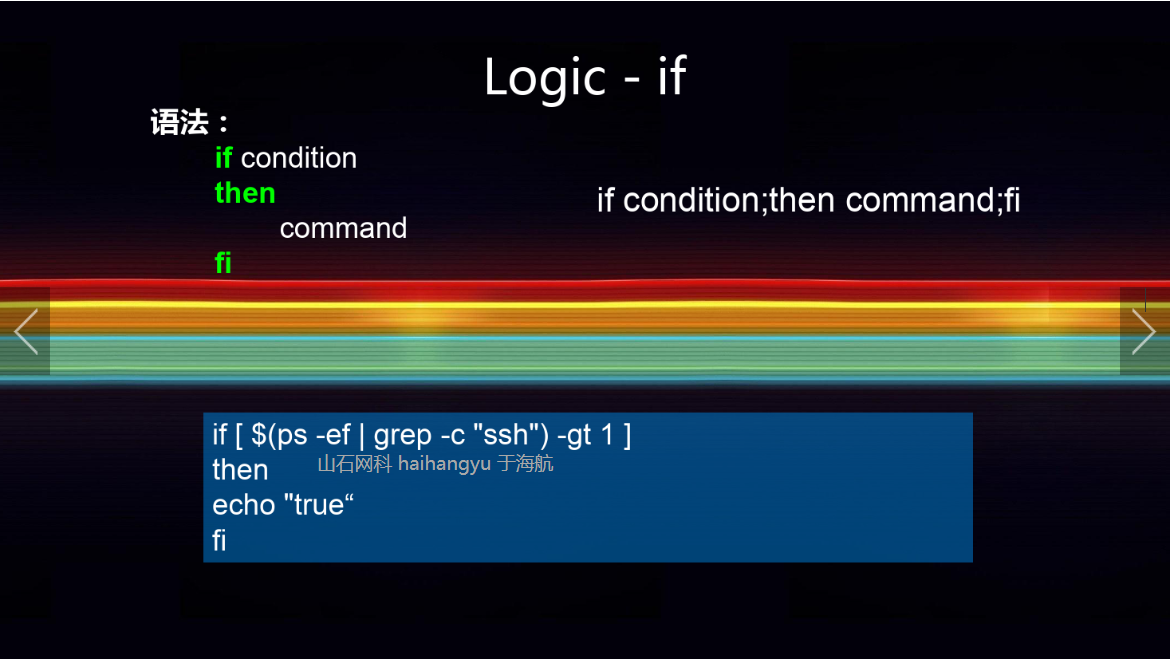 Logic - if
语法：
if condition
then
command
fi
if condition;then command;fi
if [ $(ps -ef | grep -c "ssh") -gt 1 ]
then
山石网科 haihangyu 于海航
echo "true“
fi